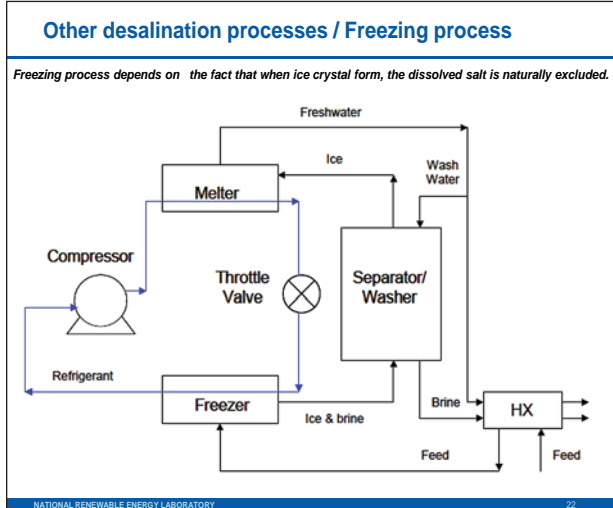 Other desalination processes / Freezing process
Freezing process depends on the fact that when ice crystal form, the dissolved salt is naturally excluded.
Freshwater
Ice
Wash
Water
Melter
Compressor
Throttle
Valve
Separator/
Washer
Refrigerant
Freezer
Ice & brine
Brine
HX
Feed
Feed
NATIONAL RENEWABLE ENERGY LABORATORY
22